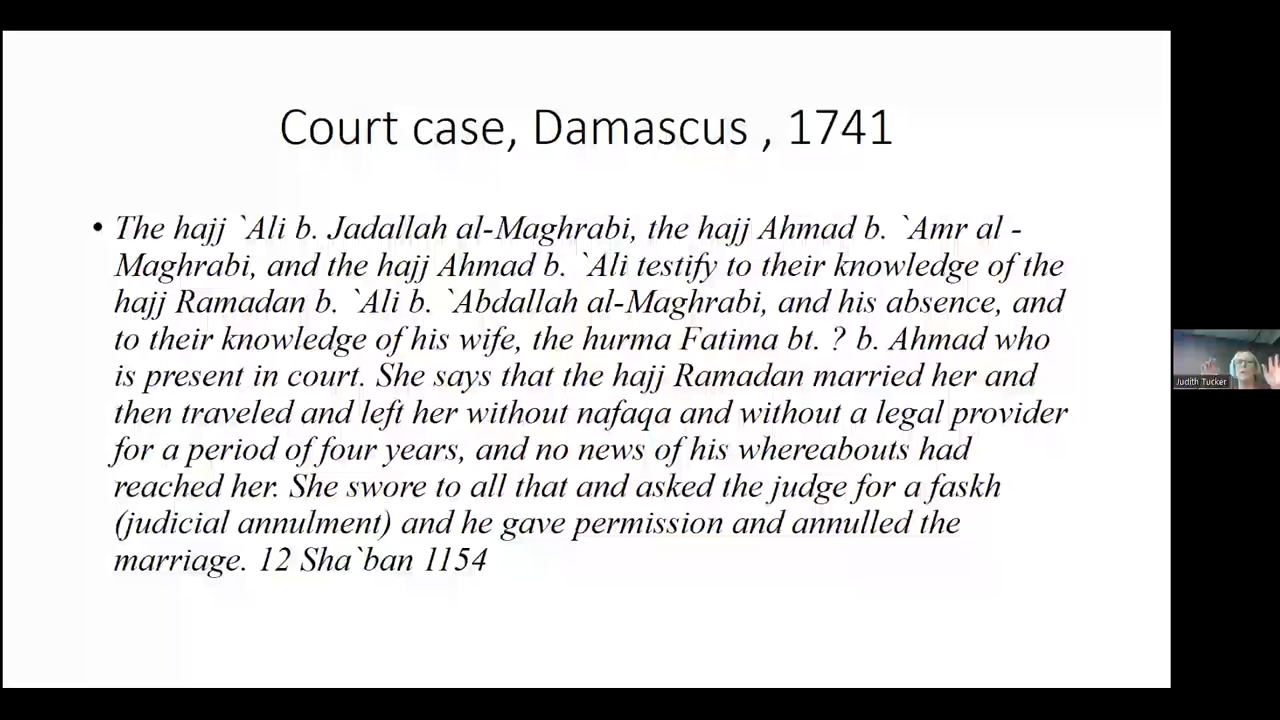 Court case, Damascus , 1741
• The hajj `Ali b. Jadallah al-Maghrabi, the hajj Ahmad b. `Amr al -
Maghrabi, and the hajj Ahmad b. `Ali testify to their knowledge of the
hajj Ramadan b. `Ali b. `Abdallah al-Maghrabi, and his absence, and
to their knowledge of his wife, the hurma Fatima bt. ? b. Ahmad who
is present in court. She says that the hajj Ramadan married her and
then traveled and left her without nafaqa and without a legal provider
for a period of four years, and no news of his whereabouts had
reached her. She swore to all that and asked the judge for a faskh
(judicial annulment) and he gave permission and annulled the
marriage. 12 Sha`ban 1154
Judith Tucker